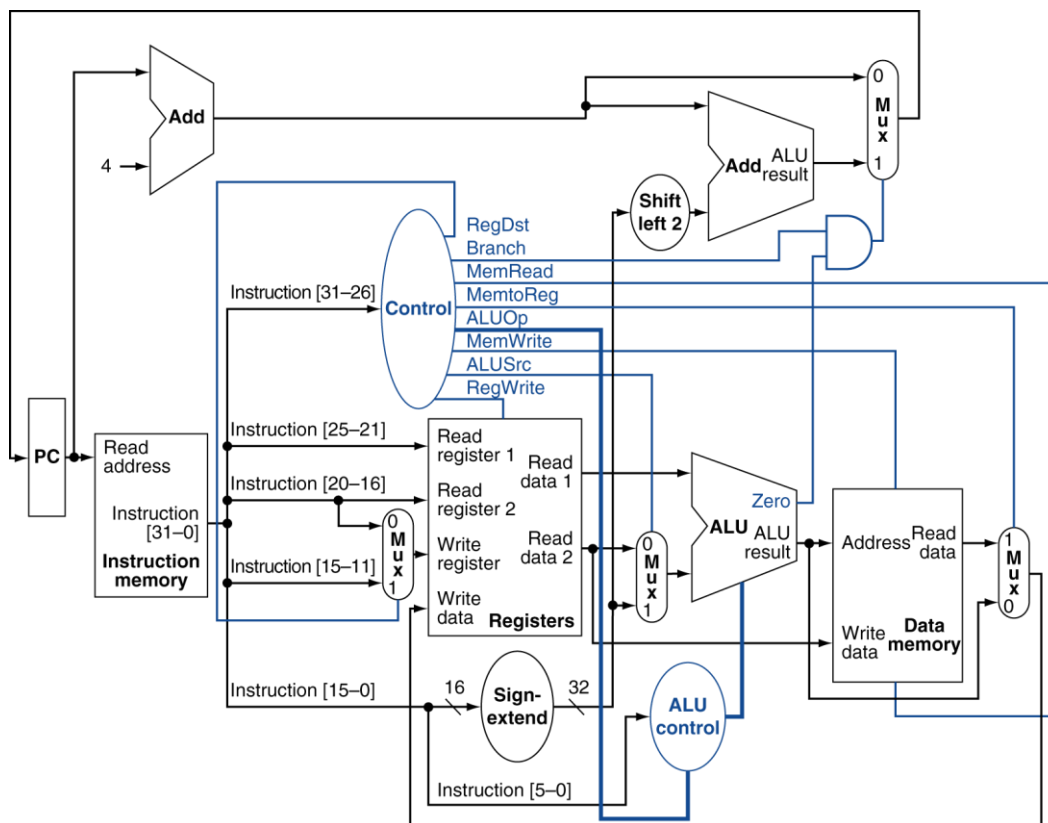 0
M
u
x
1
Add
4
Add
ALU
result
Shift
left 2
RegDst
Branch
MemRead
MemtoReg
ALUOp
MemWrite
ALUSrc
RegWrite
Instruction [31–26]
Control
PC
Read
address
Instruction
[31–0]
Instruction
memory
Instruction [25–21]
Instruction [20–16]
Instruction [15–11]
0
M
u
x
1
Read
register 1
Read
register 2
Write
register
Write
data
Read
data 1
Read
data 2
Registers
0
M
u
x
1
Zero
ALU
ALU
result
Address
Read
data
Write
data
Data
memory
1
M
u
x
0
Instruction [15–0]
16
Sign-
extend
32
ALU
control
Instruction [5–0]